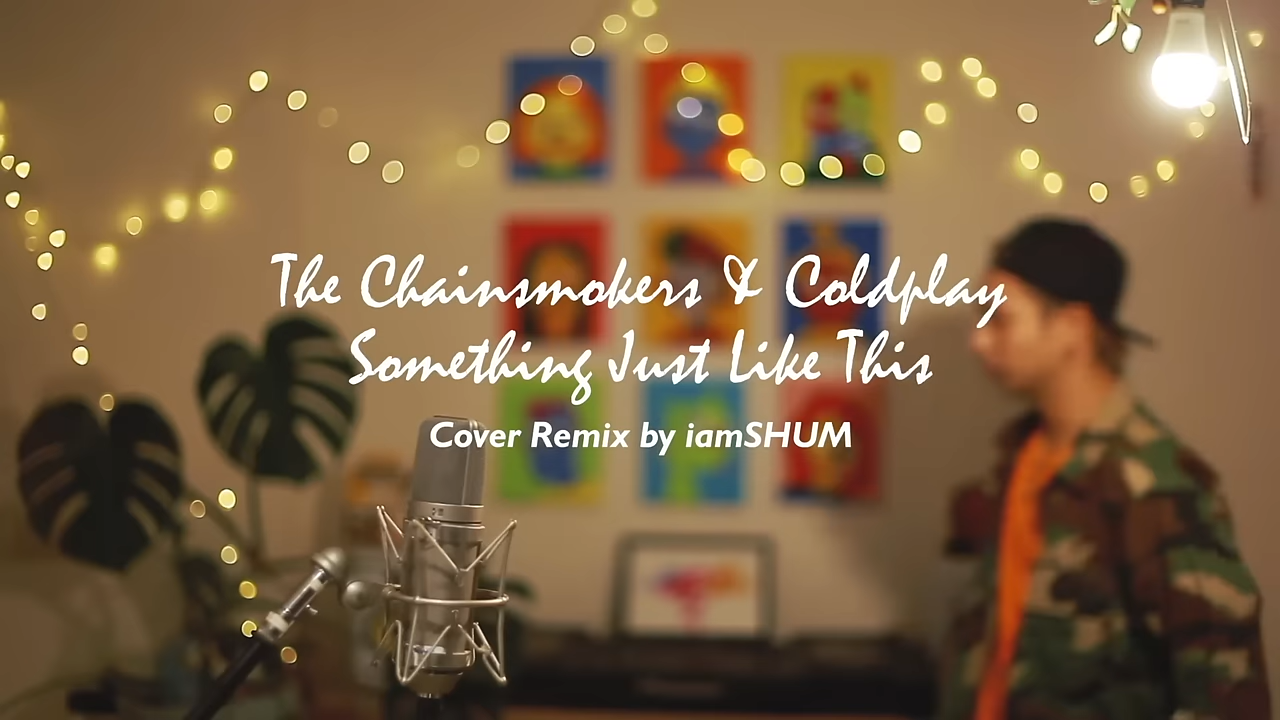 The Chainsmokers & Coldplay
Something Just Like This
Cover Remix by iamSHUM